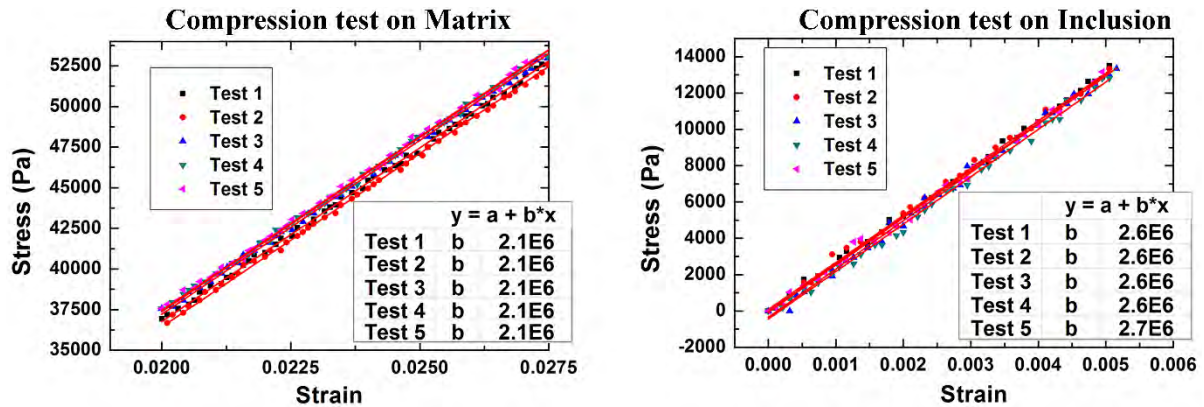 Compression test on Matrix
Stress (Pa)
52500
50000
47500
45000
42500
40000
37500
35000
Test 1
Test 2
Test 3
Test 4
Test 5
y = a + b*x
Test 1 b 2.1E6
Test 2 b 2.1E6
Test 3 b 2.1E6
Test 4 b 2.1E6
Test 5 b 2.1E6
0.0200 0.0225 0.0250 0.0275
Strain
Compression test on Inclusion
Stress (Pa)
14000
12000
10000
8000
6000
4000
2000
0
-2000
Test 1
Test 2
Test 3
Test 4
Test 5
y = a + b*x
Test 1 b 2.6E6
Test 2 b 2.6E6
Test 3 b 2.6E6
Test 4 b 2.6E6
Test 5 b 2.7E6
0.000 0.001 0.002 0.003 0.004 0.005 0.006
Strain